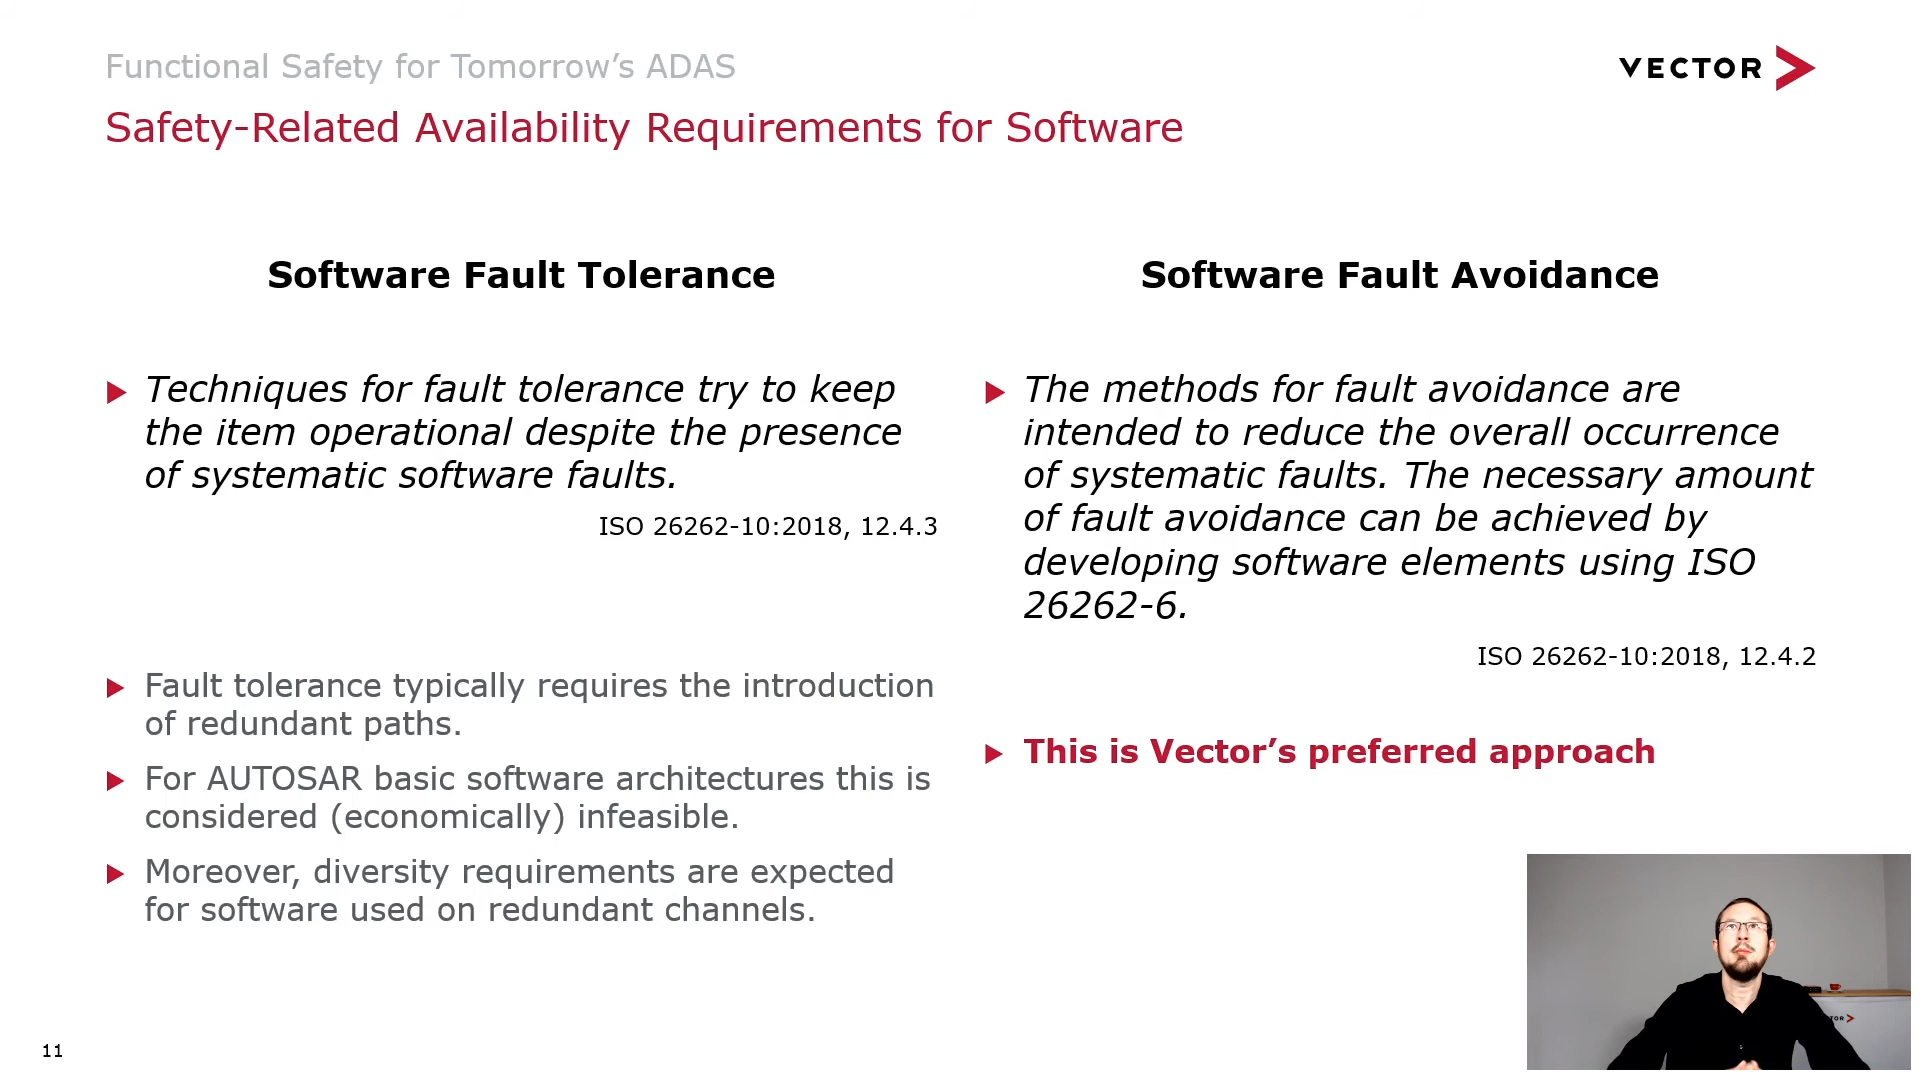 Functional Safety for Tomorrow’s ADAS
VECTOR
Safety-Related Availability Requirements for Software
Software Fault Tolerance
Techniques for fault tolerance try to keep
the item operational despite the presence
of systematic software faults.
ISO 26262-10:2018, 12.4.3
Fault tolerance typically requires the introduction
of redundant paths.
For AUTOSAR basic software architectures this is
considered (economically) infeasible.
Moreover, diversity requirements are expected
for software used on redundant channels.
Software Fault Avoidance
The methods for fault avoidance are
intended to reduce the overall occurrence
of systematic faults. The necessary amount
of fault avoidance can be achieved by
developing software elements using ISO
26262-6.
ISO 26262-10:2018, 12.4.2
This is Vector’s preferred approach
11